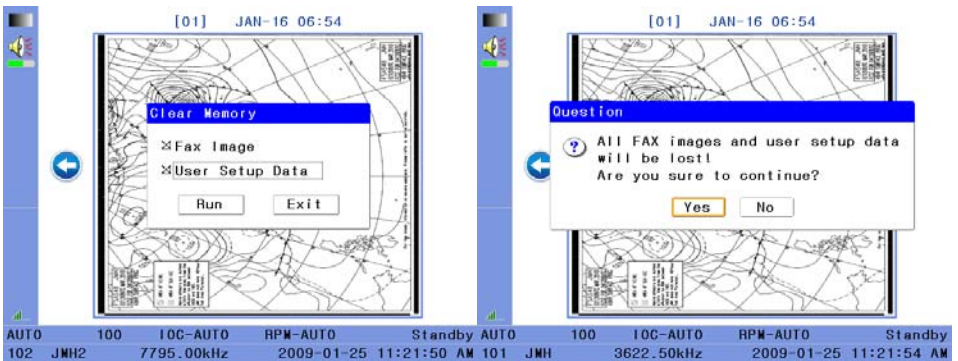 [01] JAN-16 06:54
Clear Memory
Fax Image
User Setup Data
Run Exit
AUTO 100 IOC-AUTO RPM-AUTO Standby
102 JMH2 7795.00kHz 2009-01-25 11:21:50 AM
[01] JAN-16 06:54
Question
All FAX images and user setup data
will be lost!
Are you sure to continue?
Yes No
AUTO 100 IOC-AUTO RPM-AUTO Standby
101 JMH 3622.50kHz 2009-01-25 11:21:54 AM